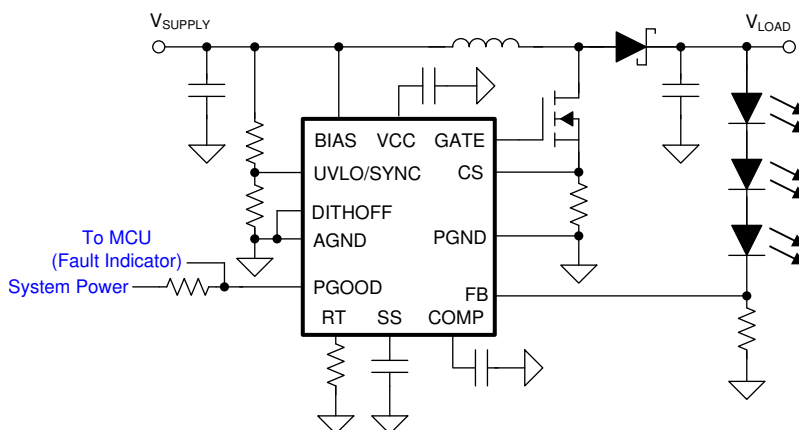 VSUPPLY
VLOAD
BIAS VCC GATE
UVLO/SYNC CS
DITHOFF
AGND PGND
To MCU
(Fault Indicator)
System Power
PGOOD FB
RT SS COMP